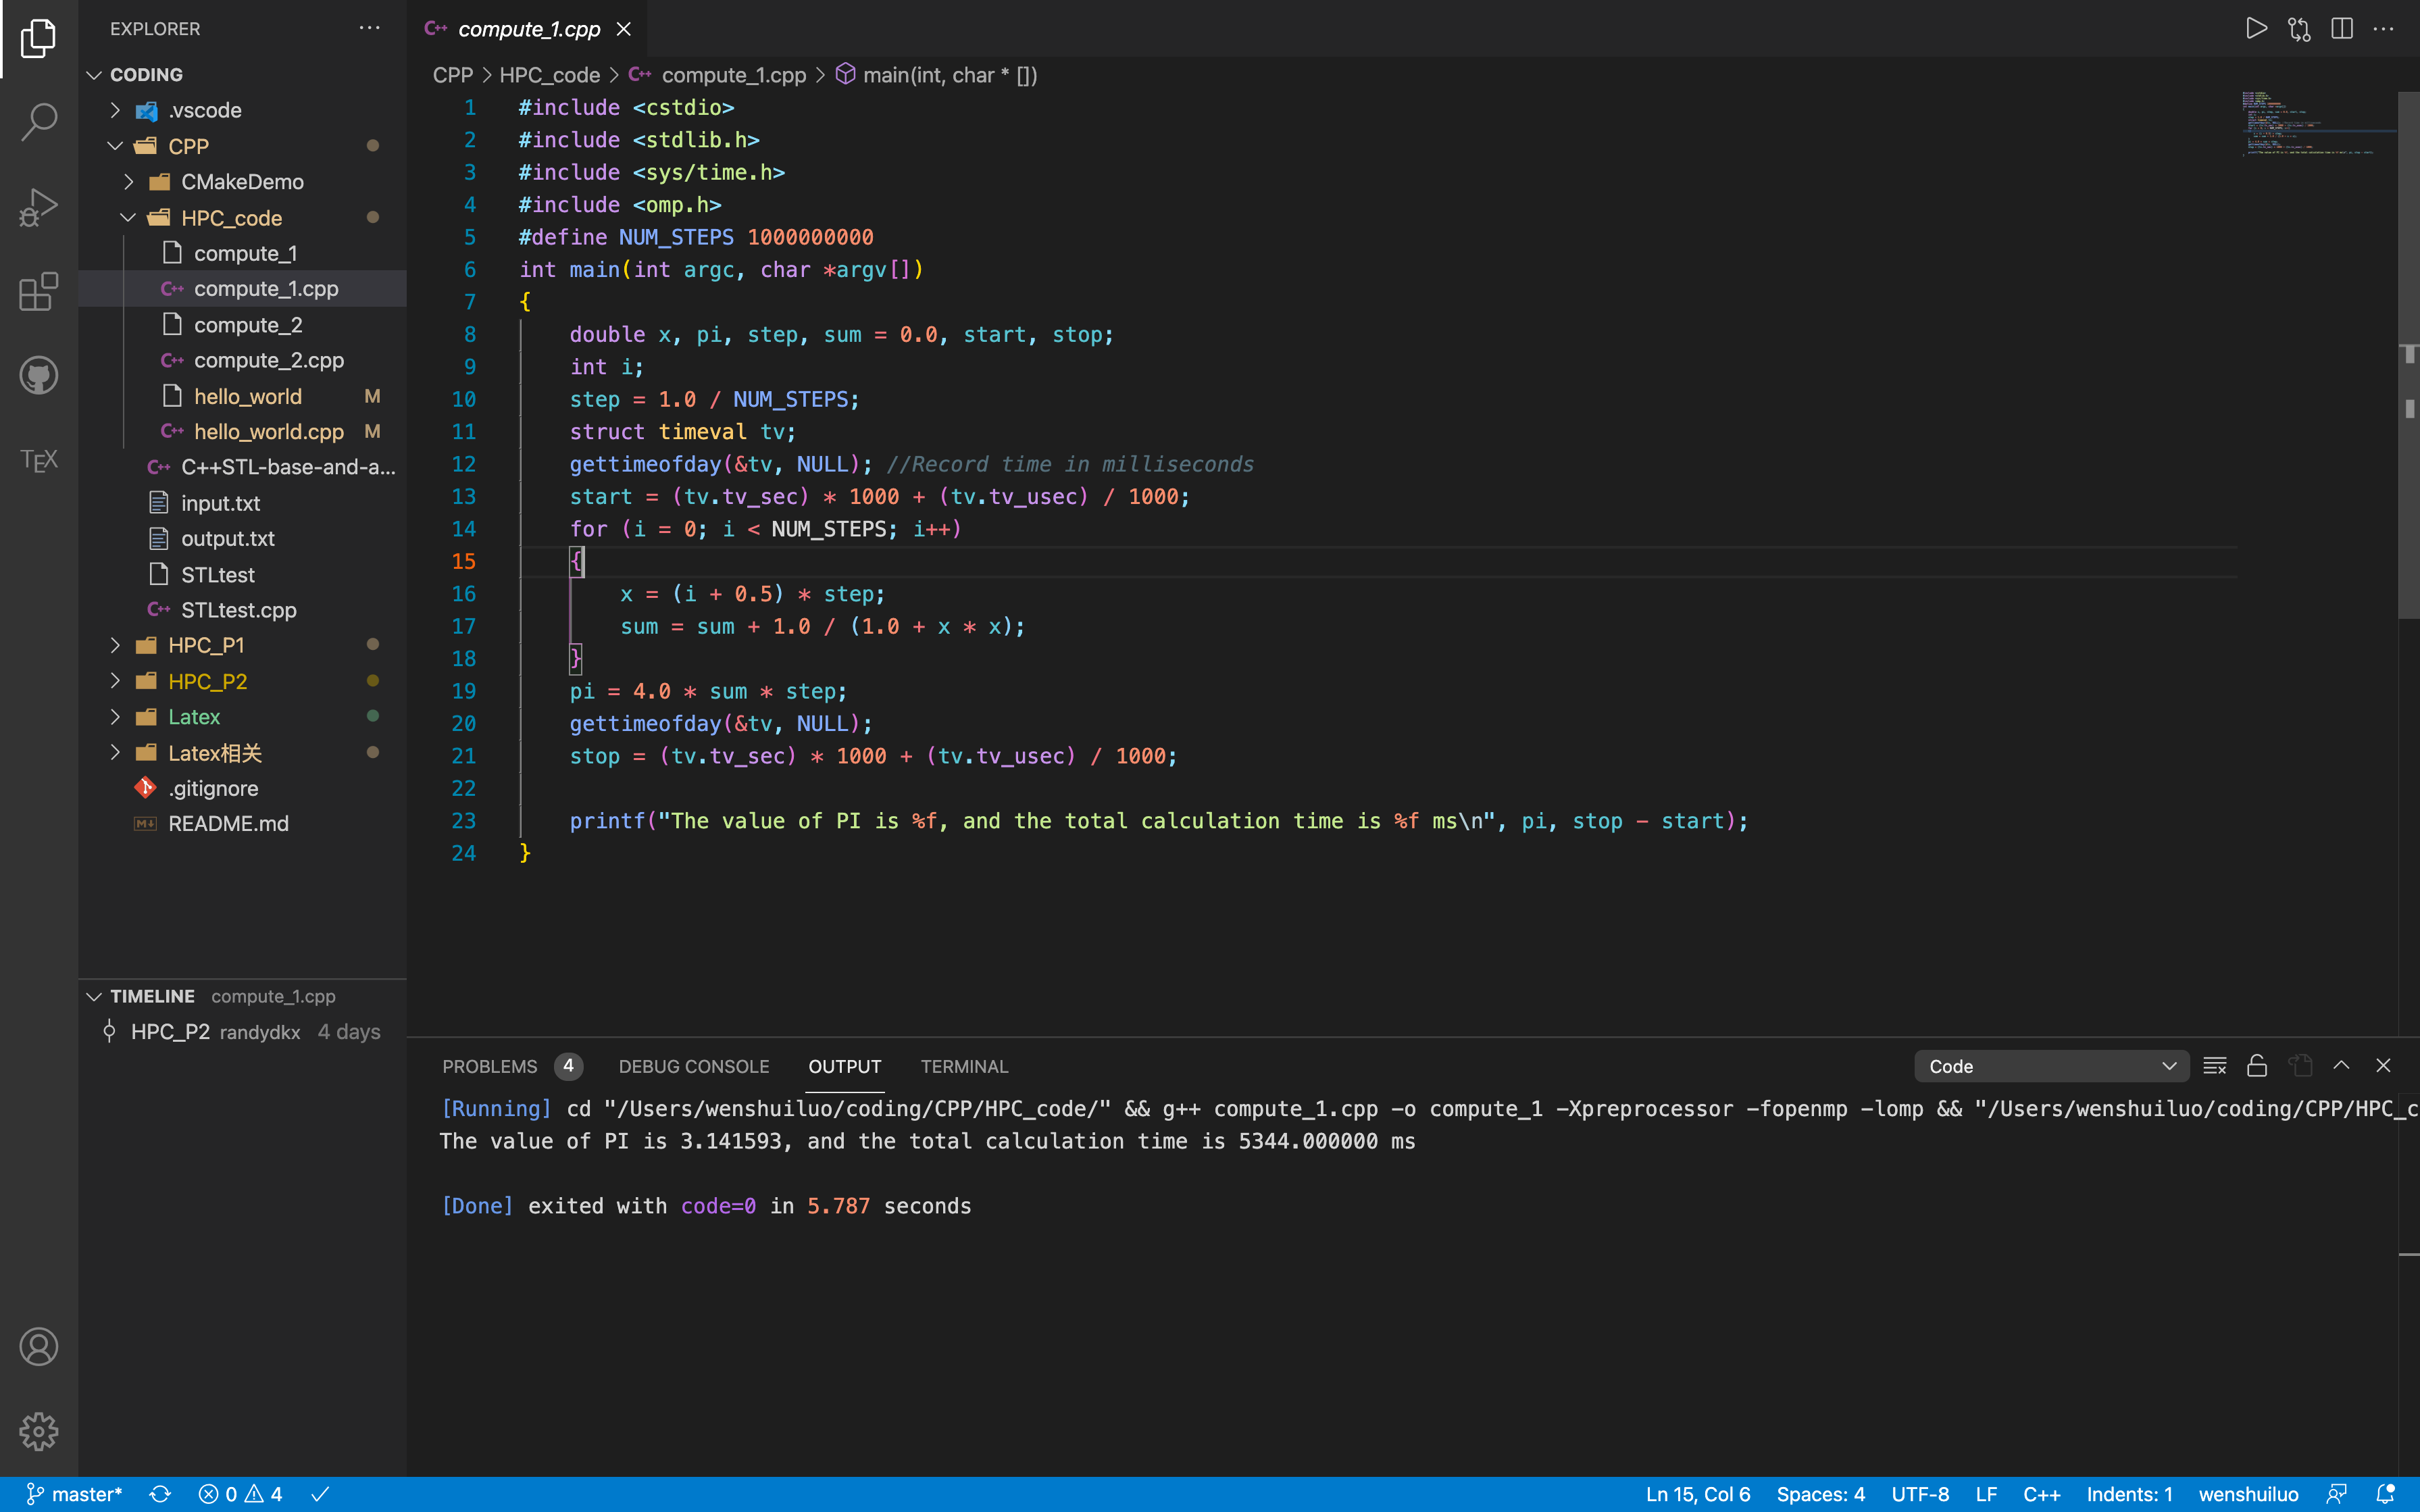 EXPLORER
CODING
.vscode
CPP
CMakeDemo
HPC_code
compute_1
C++ compute_1.cpp
compute_2
C++ compute_2.cpp
hello_world M
C++ hello_world.cpp M
C++ C++STL-base-and-a...
input.txt
output.txt
STLtest
C++ STLtest.cpp
HPC_P1
HPC_P2
Latex
Latex相关
.gitignore
README.md
TIMELINE compute_1.cpp
HPC_P2 randydkx 4 days
TEX
C++ compute_1.cpp
CPP > HPC_code > C++ compute_1.cpp > main(int, char * [])
1 #include <cstdio>
2 #include <stdlib.h>
3 #include <sys/time.h>
4 #include <omp.h>
5 #define NUM_STEPS 1000000000
6 int main(int argc, char *argv[])
7 {
8 double x, pi, step, sum = 0.0, start, stop;
9 int i;
10 step = 1.0 / NUM_STEPS;
11 struct timeval tv;
12 gettimeofday(&tv, NULL); //Record time in milliseconds
13 start = (tv.tv_sec) * 1000 + (tv.tv_usec) / 1000;
14 for (i = 0; i < NUM_STEPS; i++)
15 {
16 x = (i + 0.5) * step;
17 sum = sum + 1.0 / (1.0 + x * x);
18 }
19 pi = 4.0 * sum * step;
20 gettimeofday(&tv, NULL);
21 stop = (tv.tv_sec) * 1000 + (tv.tv_usec) / 1000;
22
23 printf("The value of PI is %f, and the total calculation time is %f ms\n", pi, stop - start);
24 }
PROBLEMS 4 DEBUG CONSOLE OUTPUT TERMINAL Code
[Running] cd "/Users/wenshuiluo/coding/CPP/HPC_code/" && g++ compute_1.cpp -o compute_1 -Xpreprocessor -fopenmp -lomp && "/Users/wenshuiluo/coding/CPP/HPC_c
The value of PI is 3.141593, and the total calculation time is 5344.000000 ms
[Done] exited with code=0 in 5.787 seconds
master* 0 4 Ln 15, Col 6 Spaces: 4 UTF-8 LF C++ Indents: 1 wenshuiluo